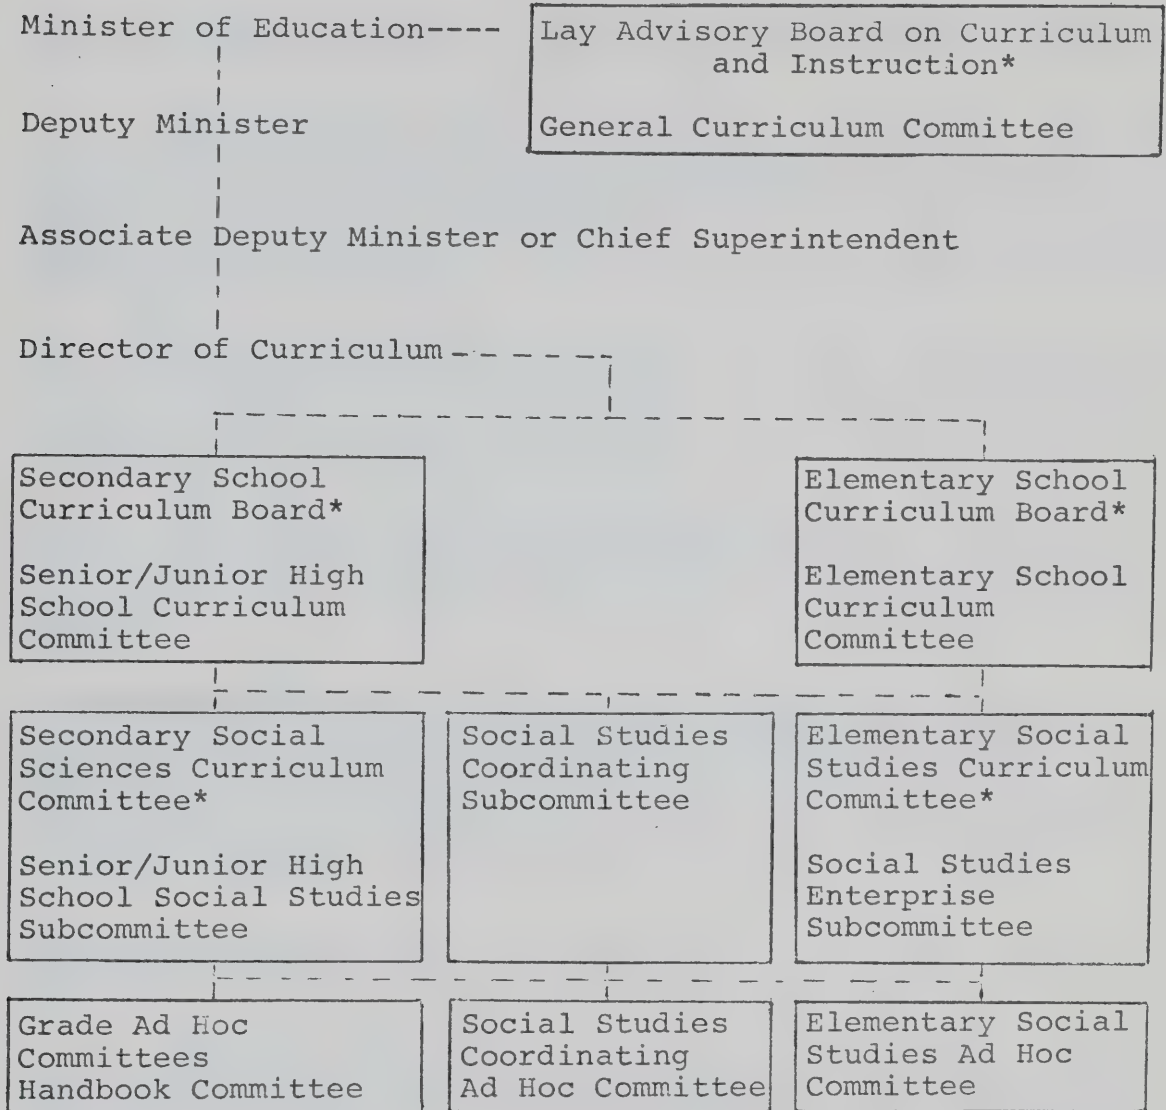 Minister of Education----
Lay Advisory Board on Curriculum
and Instruction*
General Curriculum Committee
Deputy Minister
Associate Deputy Minister or Chief Superintendent
Director of Curriculum
Secondary School
Curriculum Board*
Senior/Junior High
School Curriculum
Committee
Elementary School
Curriculum Board*
Elementary School
Curriculum
Committee
Secondary Social
Sciences Curriculum
Committee*
Senior/Junior High
School Social Studies
Subcommittee
Social Studies
Coordinating
Subcommittee
Elementary Social
Studies Curriculum
Committee*
Social Studies
Enterprise
Subcommittee
Grade Ad Hoc
Committees
Handbook Committee
Social Studies
Coordinating
Ad Hoc Committee
Elementary Social
Studies Ad Hoc
Committee